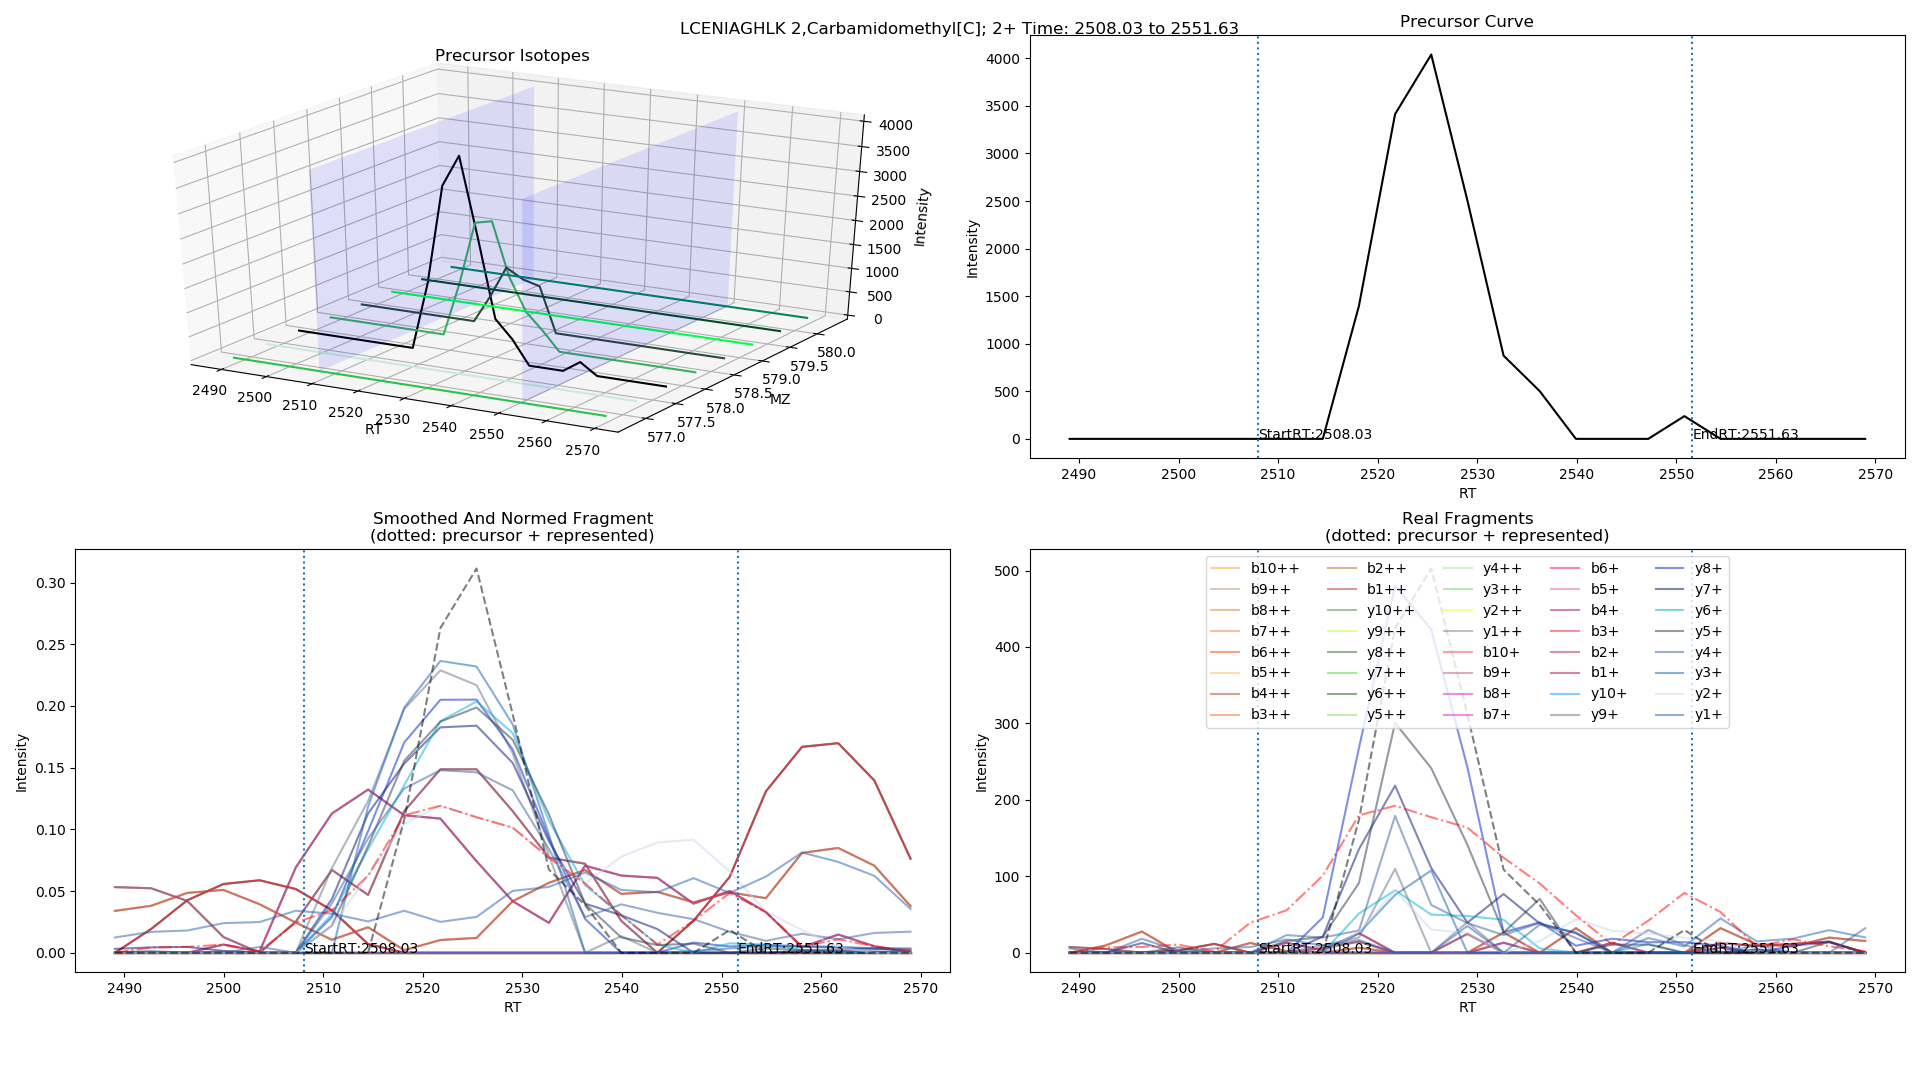 LCENIAGHLK 2,Carbamidomethyl[C]; 2+ Time: 2508.03 to 2551.63
Precursor Isotopes
4000
3500
3000
2500
2000
1500
1000
500
0
Intensity
2490
2500
2510
2520
2530
2540
2550
2560
2570
RT
577.0
577.5
578.0
578.5
579.0
579.5
580.0
MZ
Precursor Curve
4000
3500
3000
2500
2000
1500
1000
500
0
Intensity
StartRT:2508.03
EndRT:2551.63
2490 2500 2510 2520 2530 2540 2550 2560 2570
RT
Smoothed And Normed Fragment
(dotted: precursor + represented)
0.30
0.25
0.20
0.15
0.10
0.05
0.00
Intensity
StartRT:2508.03
EndRT:2551.63
2490 2500 2510 2520 2530 2540 2550 2560 2570
RT
Real Fragments
(dotted: precursor + represented)
500
400
300
200
100
0
Intensity
b10++ b2++ y4++ b6+ y8+
b9++ b1++ y3++ b5+ y7+
b8++ y10++ y2++ b4+ y6+
b7++ y9++ y1++ b3+ y5+
b6++ y8++ b10+ b2+ y4+
b5++ y7++ b9+ b1+ y3+
b4++ y6++ b8+ y10+ y2+
b3++ y5++ b7+ y9+ y1+
StartRT:2508.03
EndRT:2551.63
2490 2500 2510 2520 2530 2540 2550 2560 2570
RT